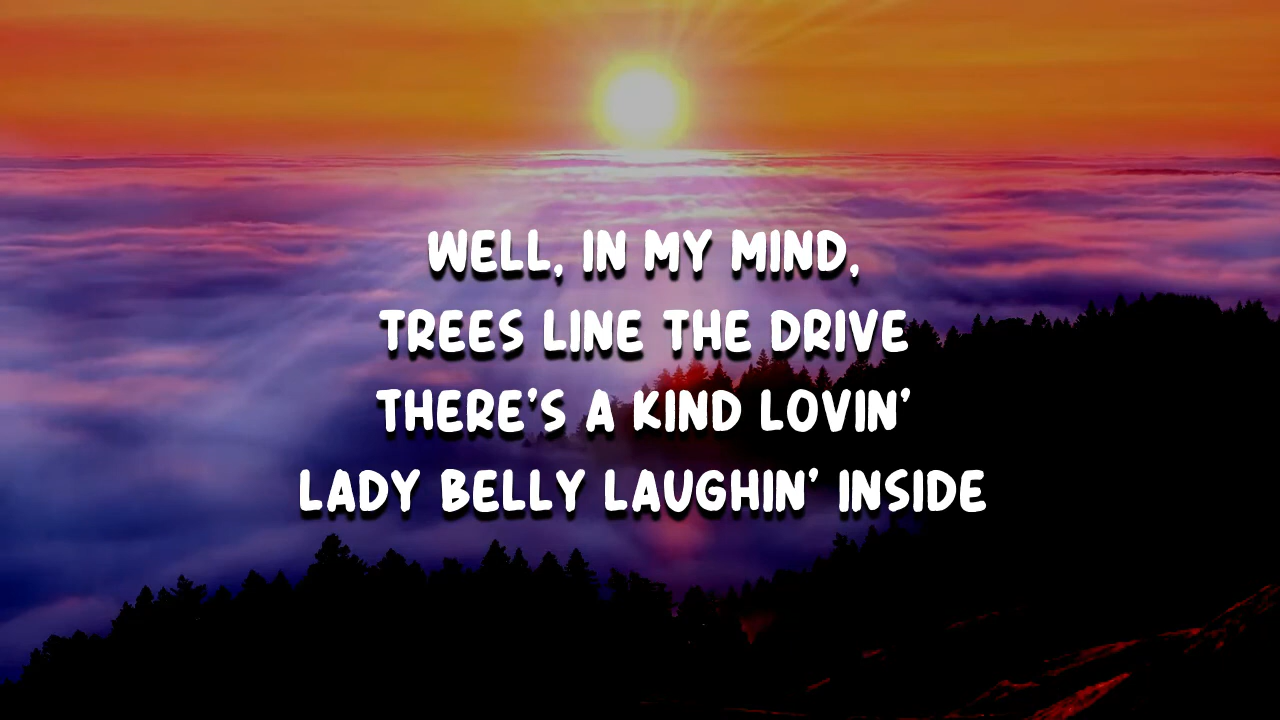 WELL, IN MY MIND,
TREES LINE THE DRIVE
THERE'S A KIND LOVIN'
LADY BELLY LAUGHIN' INSIDE